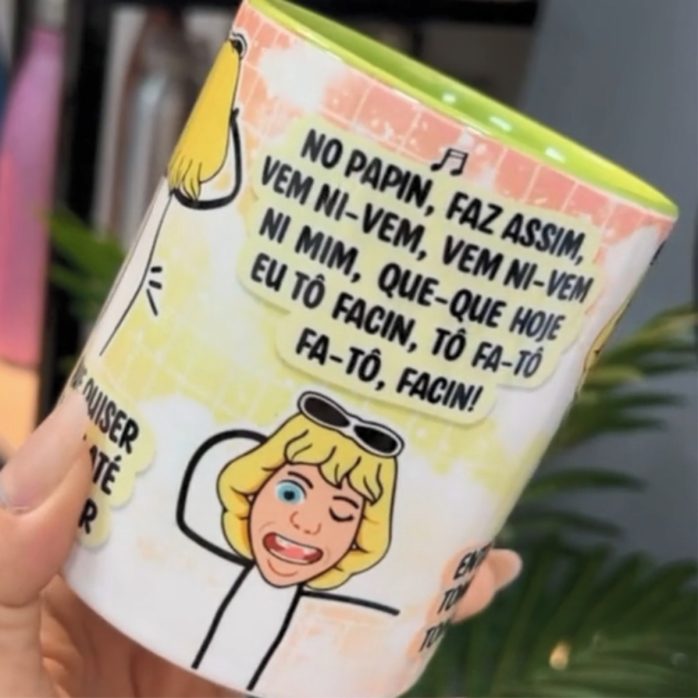 NO PAPIN, FAZ ASSIM,
VEM NI-VEM, VEM NI-VEM
NI MIM, QUE-QUE HOJE
EU TÔ FACIN, TÔ FA-TÔ
FA-TÔ, FACIN!
QUISER
ATÉ